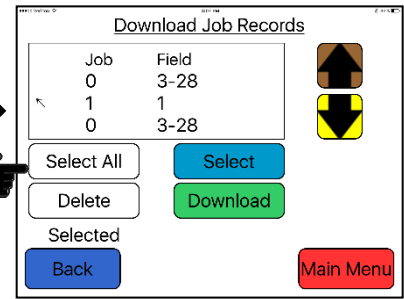 Download Job Records
Job Field
0 3-28
1 1
0 3-28
Select All Select
Delete Download
Selected
Back Main Menu